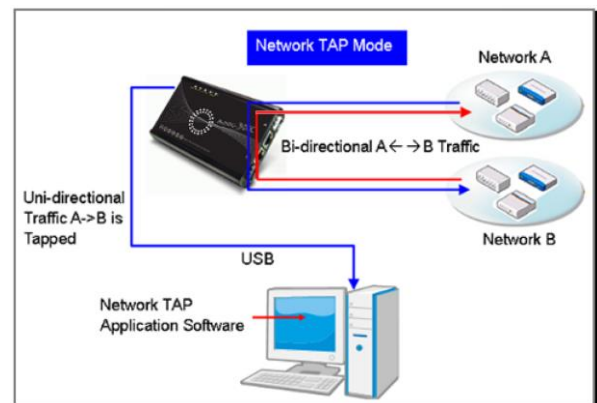 Network TAP Mode
Network A
Bi-directional A← →B Traffic
Uni-directional
Traffic A->B is
Tapped
Network B
USB
Network TAP
Application Software